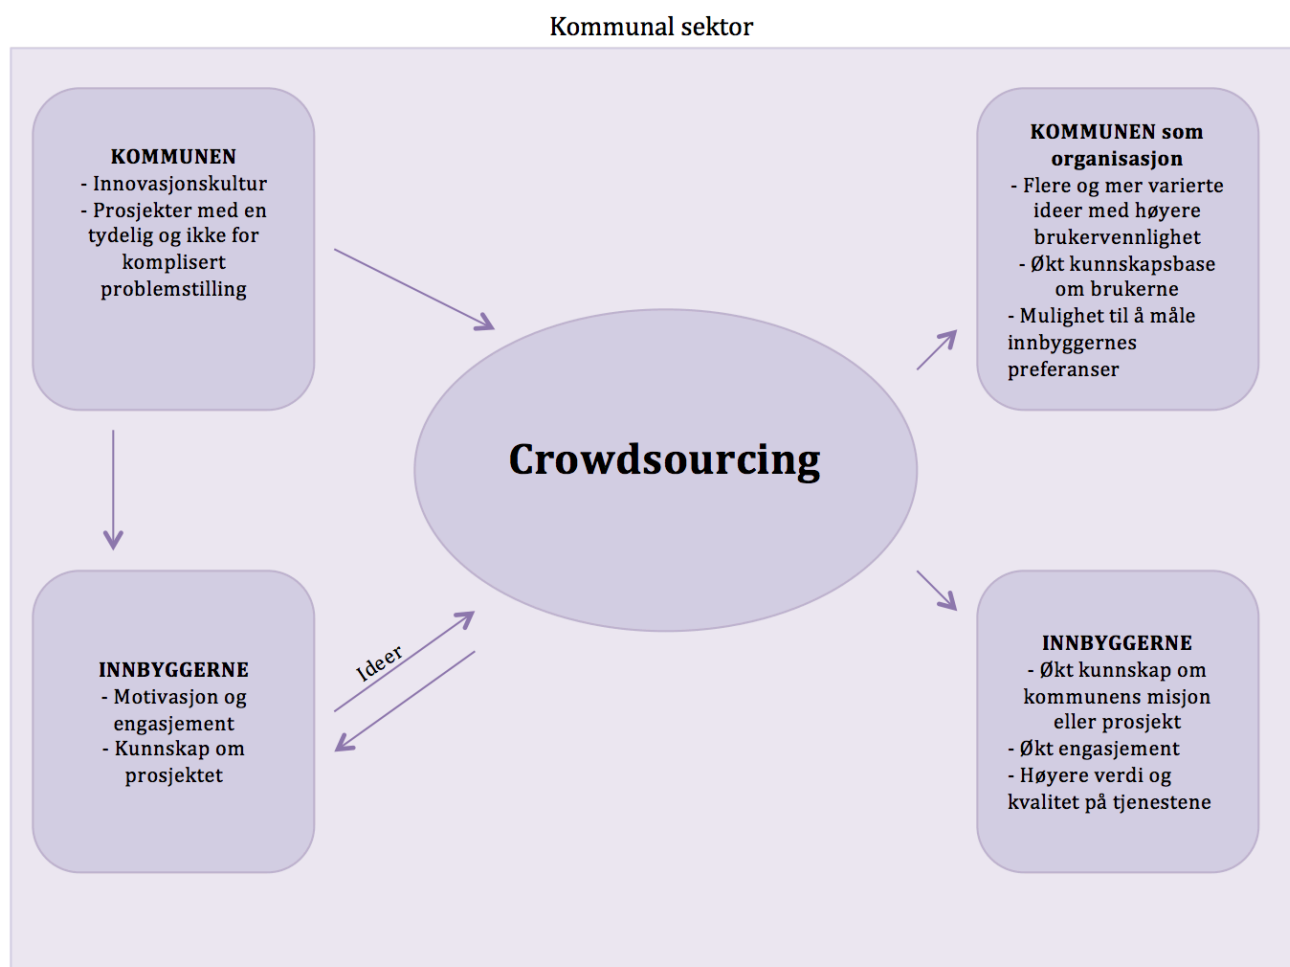 Kommunal sektor
KOMMUNEN
- Innovasjonskultur
- Prosjekter med en
tydelig og ikke for
komplisert
problemstilling
KOMMUNEN som
organisasjon
- Flere og mer varierte
ideer med høyere
brukervennlighet
- Økt kunnskapsbase
om brukerne
- Mulighet til å måle
innbyggernes
preferanser
Crowdsourcing
INNBYGGERNE
- Motivasjon og
engasjement
- Kunnskap om
prosjektet
Ideer
INNBYGGERNE
- Økt kunnskap om
kommunens misjon
eller prosjekt
- Økt engasjement
- Høyere verdi og
kvalitet på tjenestene